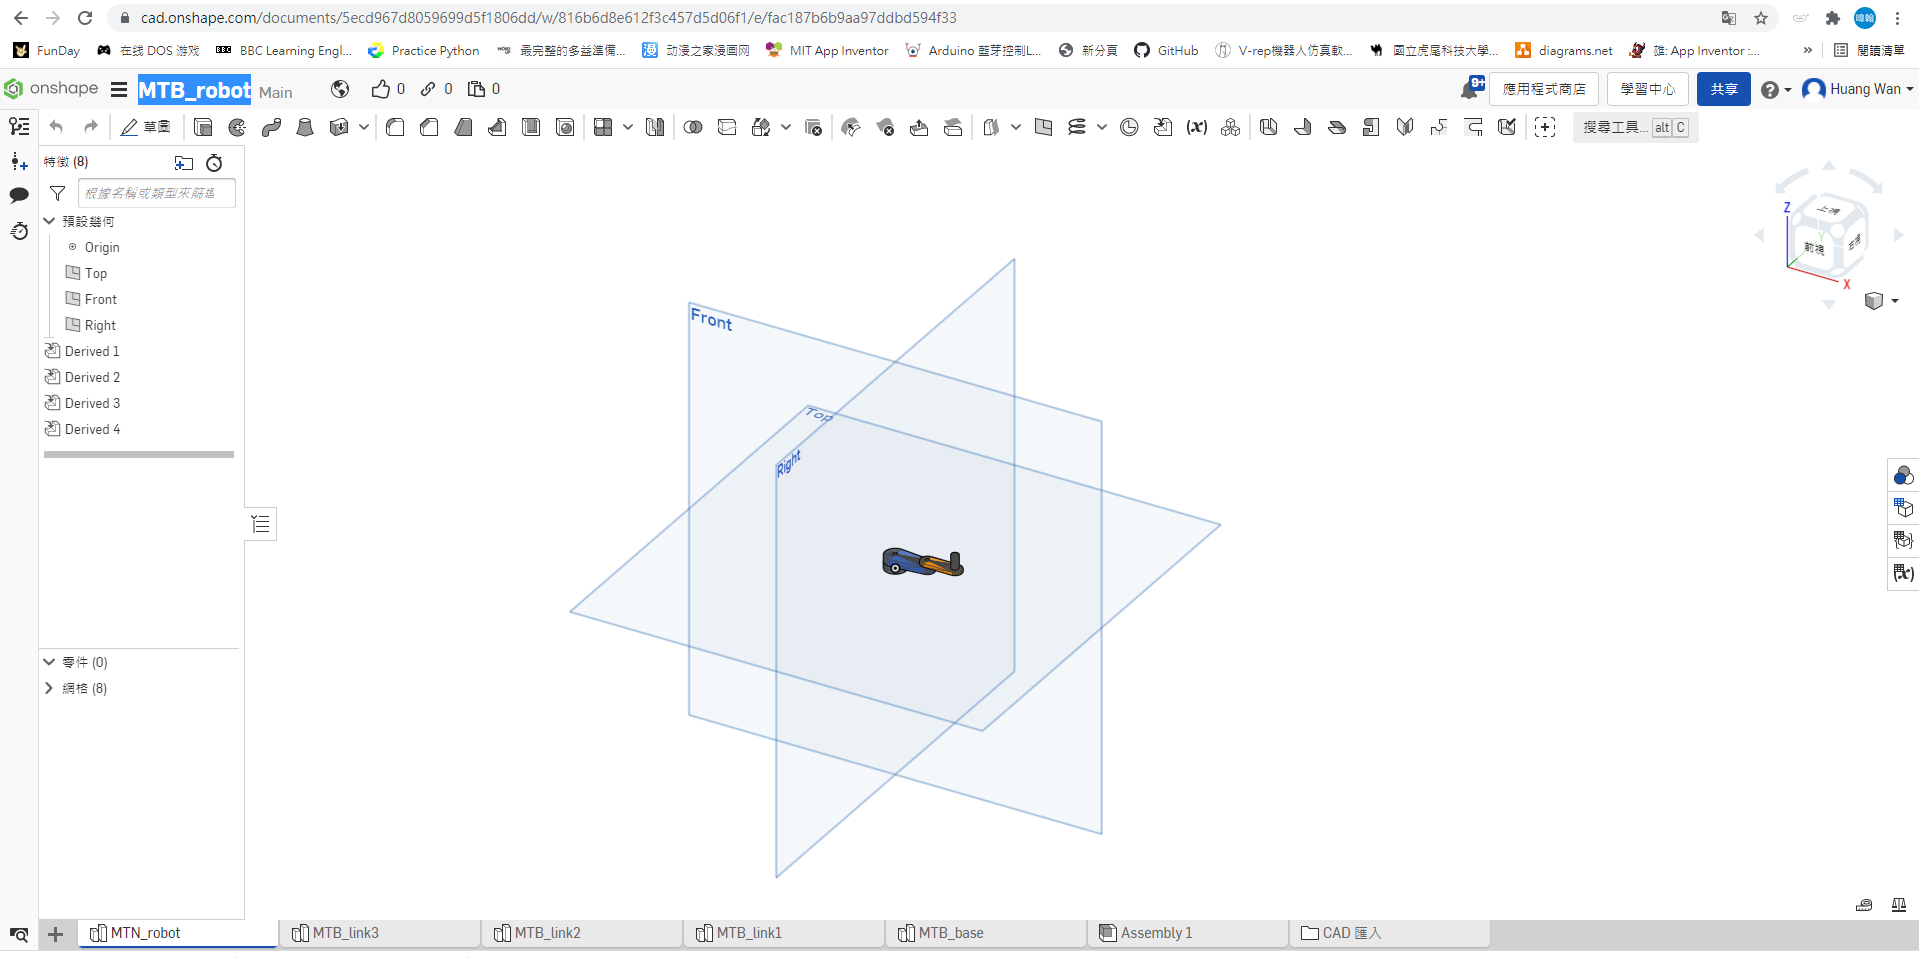 cad.onshape.com/documents/5ecd967d8059699d5f1806dd/w/816b6d8e612f3c457d5d06f1/e/fac187b6b9aa97ddbd594f33
FunDay 在线 DOS 游戏 BBC Learning Engl... Practice Python 最完整的多益準備... 动漫之家漫画网 MIT App Inventor Arduino 藍芽控制L... 新分頁 GitHub V-rep機器人仿真軟... 國立虎尾科技大學... diagrams.net 雄: App Inventor :... » 閱讀清單
onshape MTB_robot Main 0 0 0 9+ 應用程式商店 學習中心 共享 Huang Wan
草圖 搜尋工具... alt C
特徵 (8)
根據名稱或類型來篩選
預設幾何
Origin
Top
Front
Right
Derived 1
Derived 2
Derived 3
Derived 4
零件 (0)
網格 (8)
Front
Top
Right
Z
上視
Y
前視
右視
X
MTN_robot MTB_link3 MTB_link2 MTB_link1 MTB_base Assembly 1 CAD 匯入